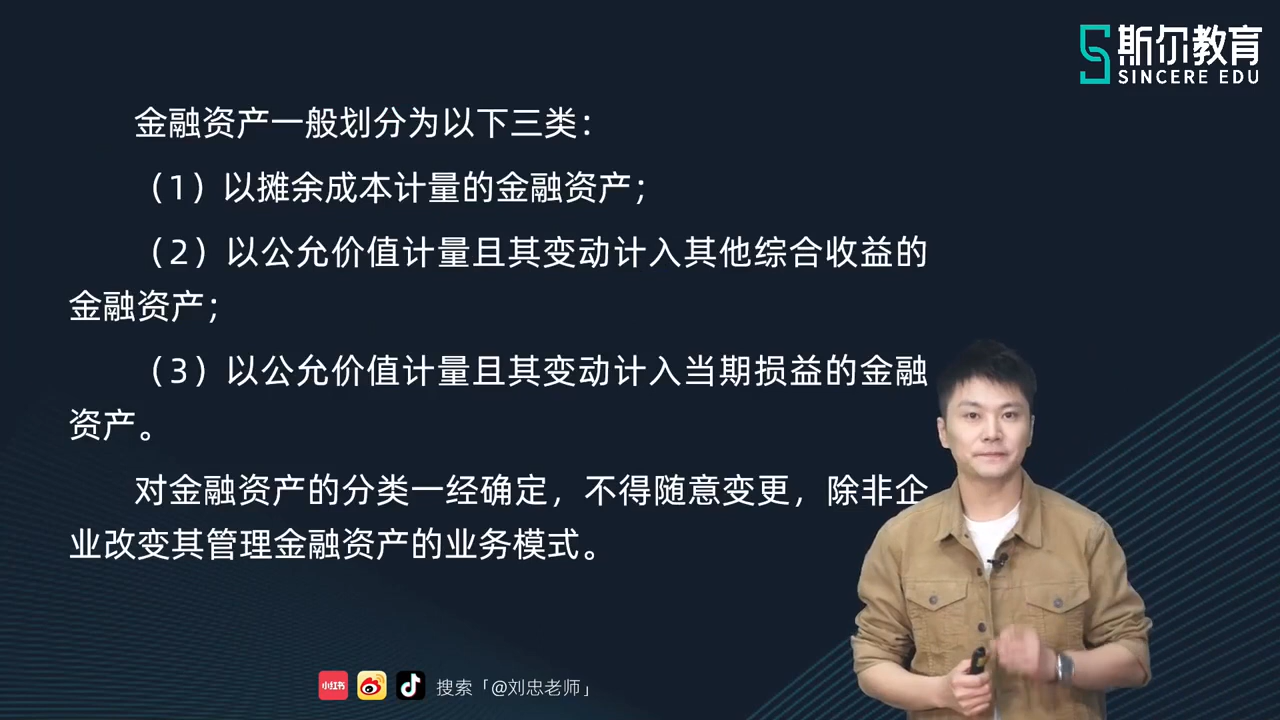 斯尔教育
SINCERE EDU
金融资产一般划分为以下三类：
（1）以摊余成本计量的金融资产；
（2）以公允价值计量且其变动计入其他综合收益的
金融资产；
（3）以公允价值计量且其变动计入当期损益的金融
资产。
对金融资产的分类一经确定，不得随意变更，除非企
业改变其管理金融资产的业务模式。
小红书
搜索「@刘忠老师」